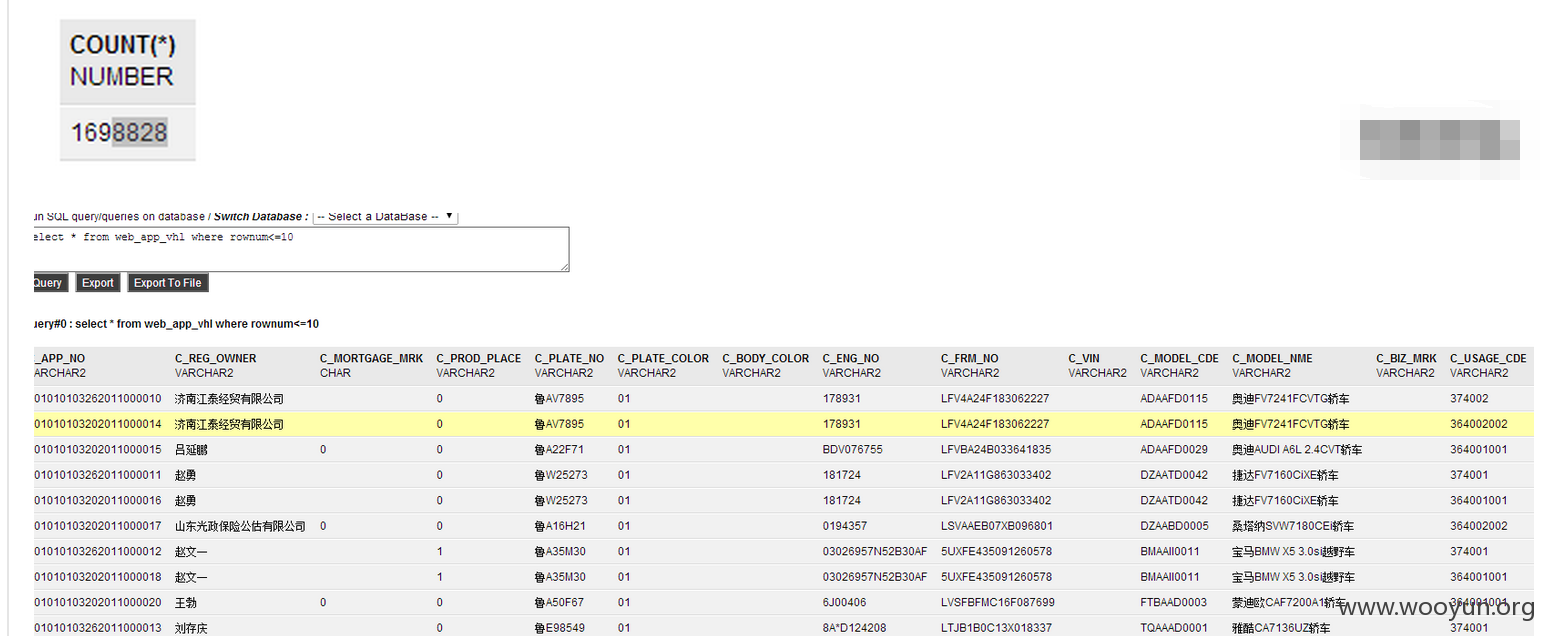 COUNT(*)
NUMBER
1698828
un SQL query/queries on database / Switch Database : -- Select a DataBase --
elect * from web_app_vhl where rownum<=10
Query Export Export To File
uery#0 : select * from web_app_vhl where rownum<=10
_APP_NO C_REG_OWNER C_MORTGAGE_MRK C_PROD_PLACE C_PLATE_NO C_PLATE_COLOR C_BODY_COLOR C_ENG_NO C_FRM_NO C_VIN C_MODEL_CDE C_MODEL_NME C_BIZ_MRK C_USAGE_CDE
ARCHAR2 VARCHAR2 CHAR VARCHAR2 VARCHAR2 VARCHAR2 VARCHAR2 VARCHAR2 VARCHAR2 VARCHAR2 VARCHAR2 VARCHAR2 VARCHAR2 VARCHAR2
01010103262011000010 济南江泰经贸有限公司 0 鲁AV7895 01 178931 LFV4A24F183062227 ADAAFD0115 奥迪FV7241FCVTG轿车 374002
01010103202011000014 济南江泰经贸有限公司 0 鲁AV7895 01 178931 LFV4A24F183062227 ADAAFD0115 奥迪FV7241FCVTG轿车 364002002
01010103202011000015 吕延鹏 0 0 鲁A22F71 01 BDV076755 LFVBA24B033641835 ADAAFD0029 奥迪AUDI A6L 2.4CVT轿车 364001001
01010103262011000011 赵勇 0 鲁W25273 01 181724 LFV2A11G863033402 DZAATD0042 捷达FV7160CiXE轿车 374001
01010103202011000016 赵勇 0 鲁W25273 01 181724 LFV2A11G863033402 DZAATD0042 捷达FV7160CiXE轿车 364001001
01010103202011000017 山东光政保险公估有限公司 0 0 鲁A16H21 01 0194357 LSVAAEB07XB096801 DZAABD0005 桑塔纳SVW7180CEi轿车 364002002
01010103262011000012 赵文一 1 鲁A35M30 01 03026957N52B30AF 5UXFE435091260578 BMAAII0011 宝马BMW X5 3.0si越野车 374001
01010103202011000018 赵文一 1 鲁A35M30 01 03026957N52B30AF 5UXFE435091260578 BMAAII0011 宝马BMW X5 3.0si越野车 364001001
01010103202011000020 王勃 0 0 鲁A50F67 01 6J00406 LVSFBFMC16F087699 FTBAAD0003 蒙迪欧CAF7200A1轿车 364001001
www.wooyun.org
01010103262011000013 刘存庆 0 鲁E98549 01 8A*D124208 LTJB1B0C13X018337 TQAAAD0001 雅酷CA7136UZ轿车 374001